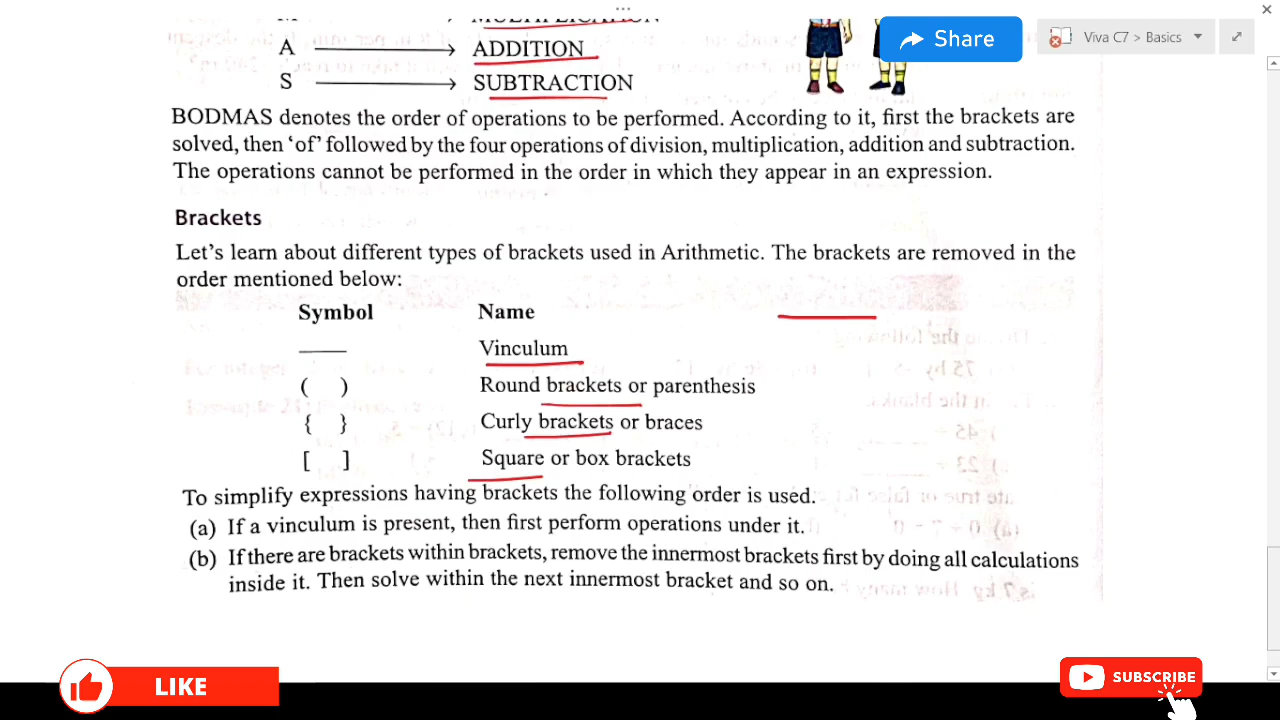 Share
Viva C7 > Basics
M MULTIPLICATION
A ADDITION
S SUBTRACTION
BODMAS denotes the order of operations to be performed. According to it, first the brackets are
solved, then ‘of’ followed by the four operations of division, multiplication, addition and subtraction.
The operations cannot be performed in the order in which they appear in an expression.
Brackets
Let’s learn about different types of brackets used in Arithmetic. The brackets are removed in the
order mentioned below:
Symbol Name
—— Vinculum
( ) Round brackets or parenthesis
{ } Curly brackets or braces
[ ] Square or box brackets
To simplify expressions having brackets the following order is used.
(a) If a vinculum is present, then first perform operations under it.
(b) If there are brackets within brackets, remove the innermost brackets first by doing all calculations
inside it. Then solve within the next innermost bracket and so on.
LIKE
SUBSCRIBE